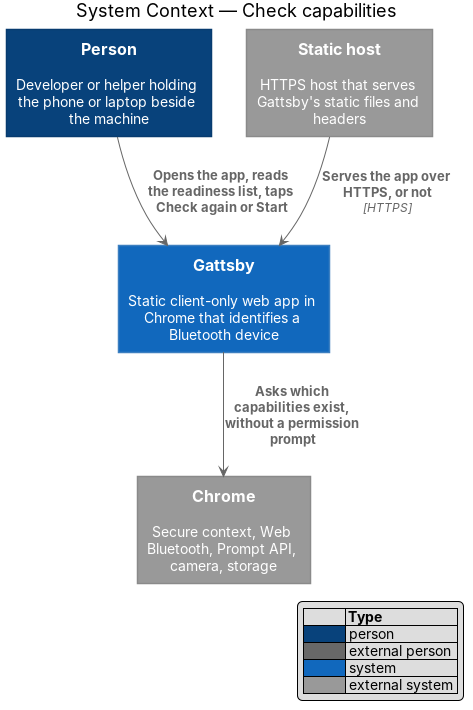 System Context — Check capabilities
Person
Developer or helper holding
the phone or laptop beside
the machine
Static host
HTTPS host that serves
Gattsby's static files and
headers
Opens the app, reads
the readiness list, taps
Check again or Start
Serves the app over
HTTPS, or not
[HTTPS]
Gattsby
Static client-only web app in
Chrome that identifies a
Bluetooth device
Asks which
capabilities exist,
without a permission
prompt
Chrome
Secure context, Web
Bluetooth, Prompt API,
camera, storage
Type
person
external person
system
external system